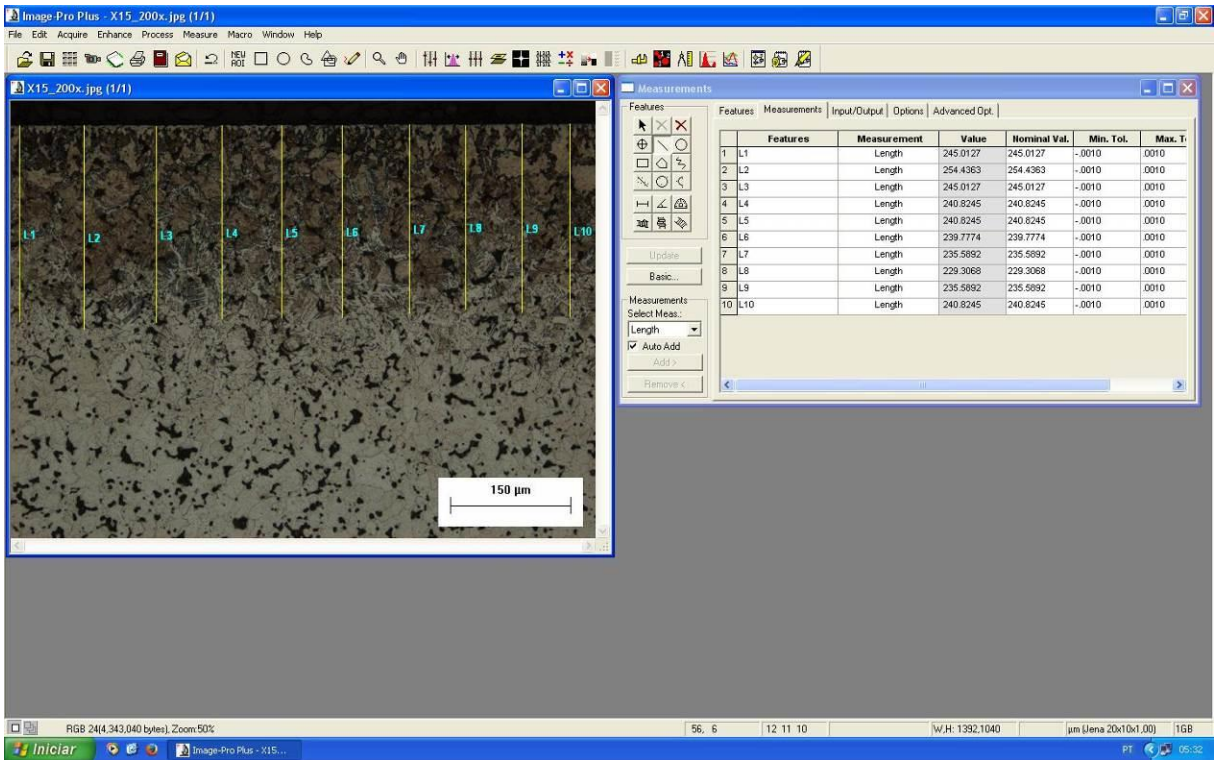 Image-Pro Plus - X15_200x.jpg (1/1)
File Edit Acquire Enhance Process Measure Macro Window Help
NEW ROI
X15_200x.jpg (1/1)
L1 L2 L3 L4 L5 L6 L7 L8 L9 L10
150 µm
Measurements
Features
Update
Basic...
Measurements
Select Meas.:
Length
Auto Add
Add >
Remove <
Features Measurements Input/Output Options Advanced Opt.
Features Measurement Value Nominal Val. Min. Tol. Max. T
1 L1 Length 245.0127 245.0127 -.0010 .0010
2 L2 Length 254.4363 254.4363 -.0010 .0010
3 L3 Length 245.0127 245.0127 -.0010 .0010
4 L4 Length 240.8245 240.8245 -.0010 .0010
5 L5 Length 240.8245 240.8245 -.0010 .0010
6 L6 Length 239.7774 239.7774 -.0010 .0010
7 L7 Length 235.5892 235.5892 -.0010 .0010
8 L8 Length 229.3068 229.3068 -.0010 .0010
9 L9 Length 235.5892 235.5892 -.0010 .0010
10 L10 Length 240.8245 240.8245 -.0010 .0010
RGB 24(4,343,040 bytes), Zoom:50% 56, 6 12 11 10 W,H: 1392,1040 µm (Jena 20x10x1,00) 1GB
Iniciar Image-Pro Plus - X15... PT 05:32